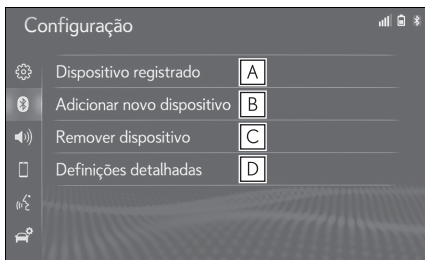 Configuração
Dispositivo registrado A
Adicionar novo dispositivo B
Remover dispositivo C
Definições detalhadas D